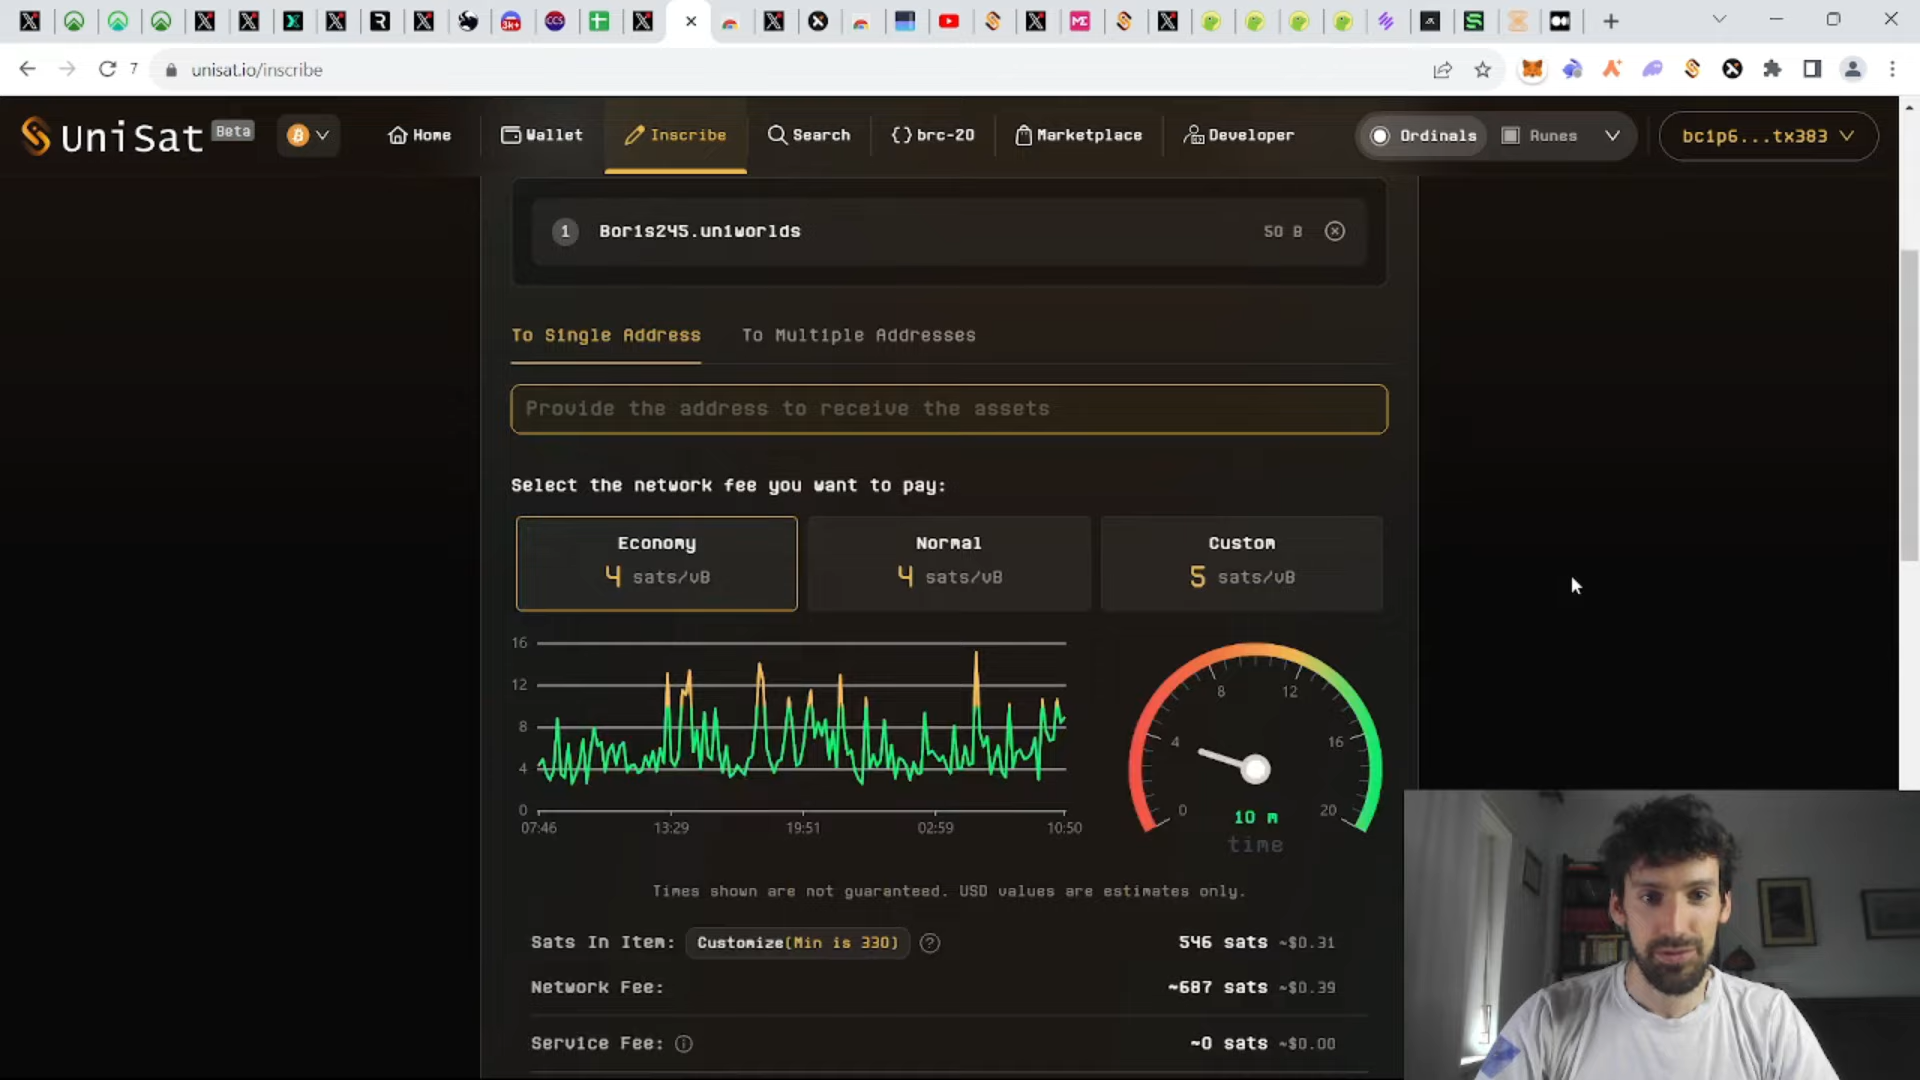 7
unisat.io/inscribe
UniSat
Beta
Home
Wallet
Inscribe
Search
brc-20
Marketplace
Developer
Ordinals
Runes
bc1p6...tx383
1
Boris245.uniworlds
50 B
To Single Address
To Multiple Addresses
Provide the address to receive the assets
Select the network fee you want to pay:
Economy
4 sats/vB
Normal
4 sats/vB
Custom
5 sats/vB
16
12
8
4
0
07:46
13:29
19:51
02:59
10:50
0
4
8
12
16
20
10 m
time
Times shown are not guaranteed. USD values are estimates only.
Sats In Item:
Customize(Min is 330)
546 sats ~$0.31
Network Fee:
~687 sats ~$0.39
Service Fee:
~0 sats ~$0.00